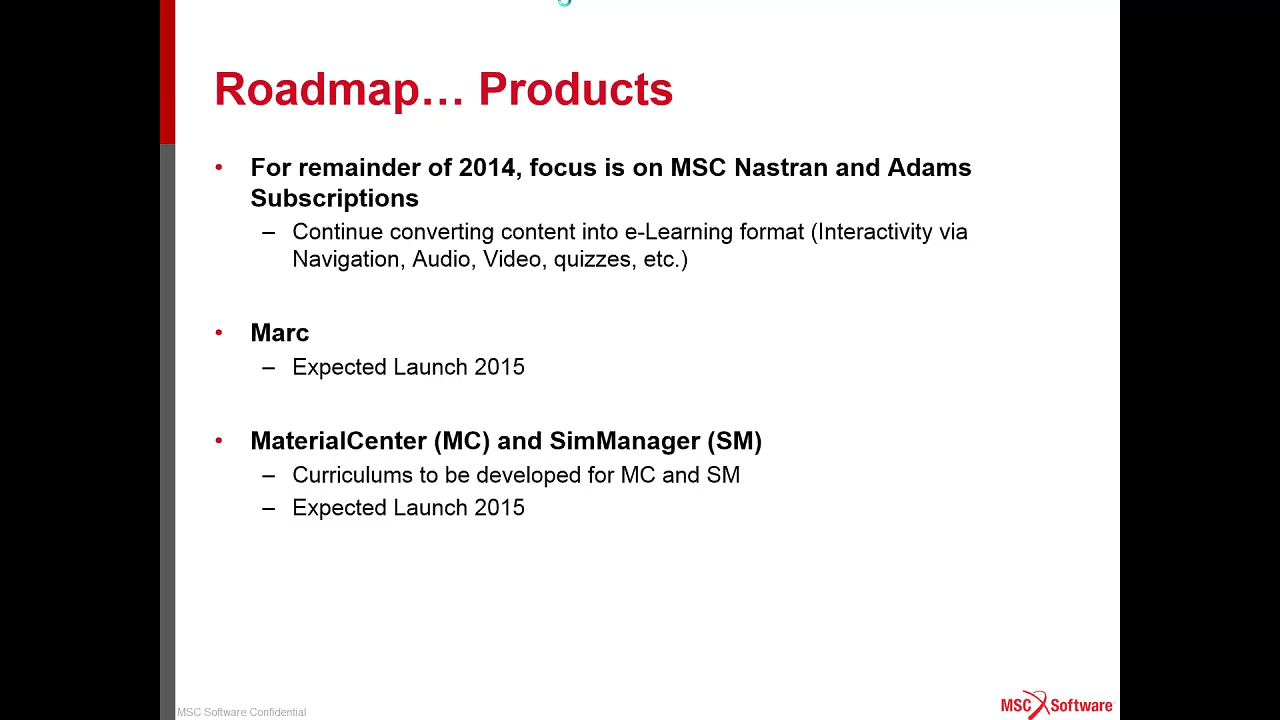 Roadmap… Products
• For remainder of 2014, focus is on MSC Nastran and Adams
Subscriptions
– Continue converting content into e-Learning format (Interactivity via
Navigation, Audio, Video, quizzes, etc.)
• Marc
– Expected Launch 2015
• MaterialCenter (MC) and SimManager (SM)
– Curriculums to be developed for MC and SM
– Expected Launch 2015
MSC Software Confidential
MSC Software